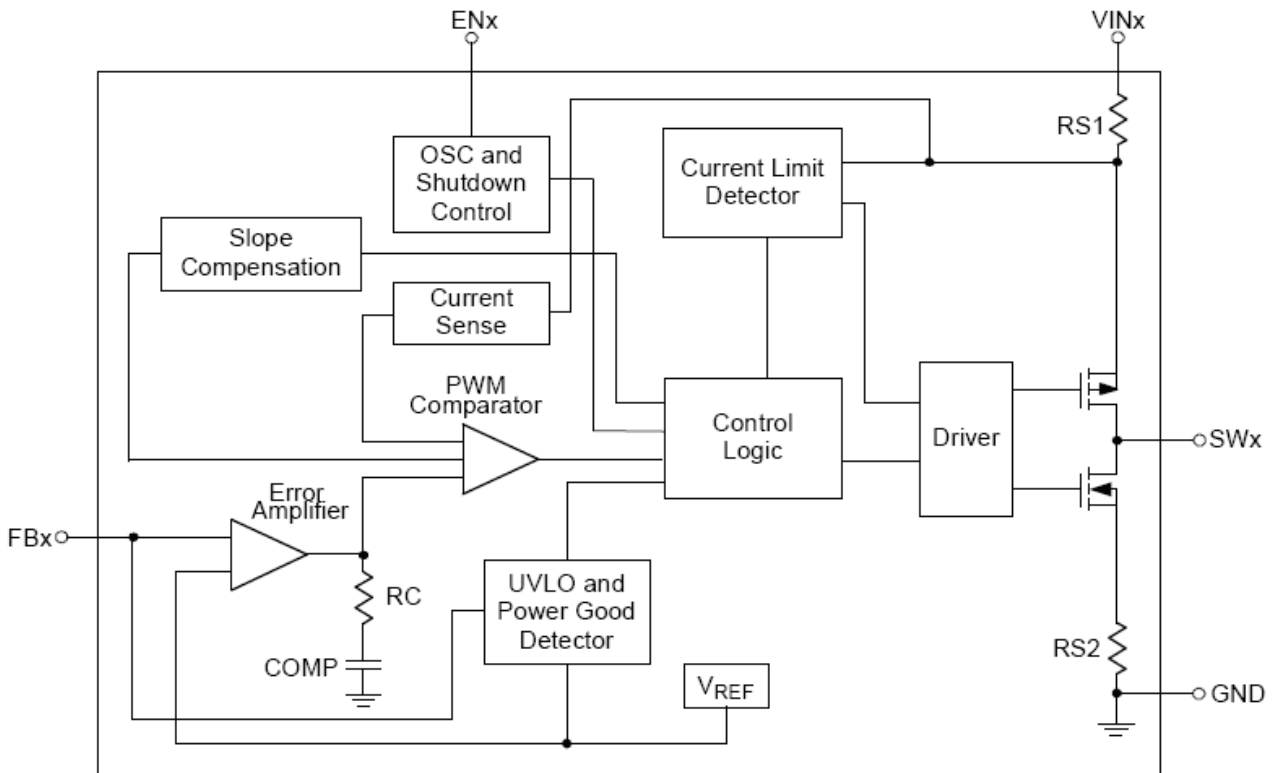 ENx
VINx
RS1
OSC and
Shutdown
Control
Current Limit
Detector
Slope
Compensation
Current
Sense
PWM
Comparator
Control
Logic
Driver
SWx
Error
Amplifier
FBx
RC
UVLO and
Power Good
Detector
COMP
RS2
VREF
GND